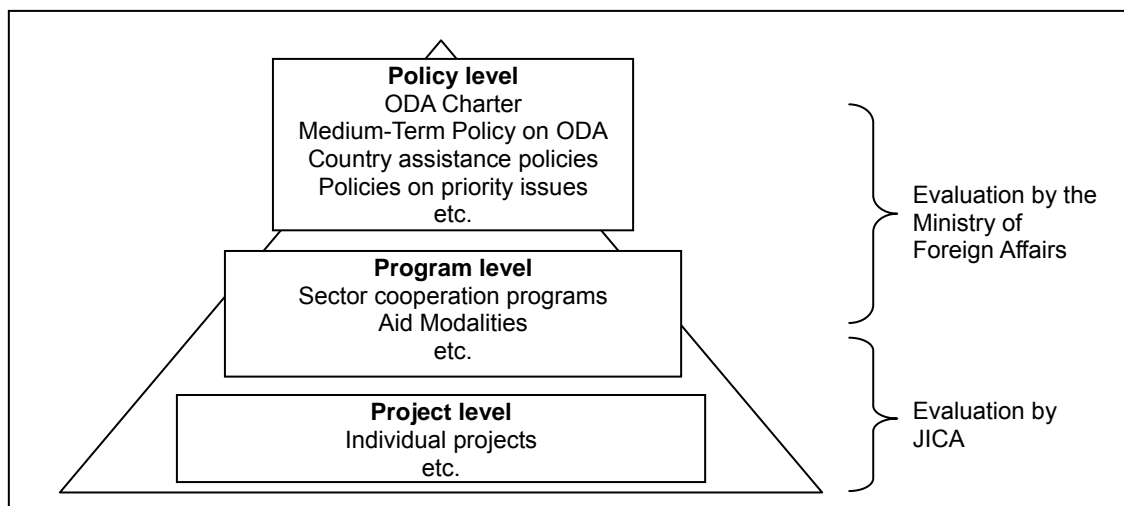 Policy level
ODA Charter
Medium-Term Policy on ODA
Country assistance policies
Policies on priority issues
etc.
Program level
Sector cooperation programs
Aid Modalities
etc.
Project level
Individual projects
etc.
Evaluation by the
Ministry of
Foreign Affairs
Evaluation by
JICA